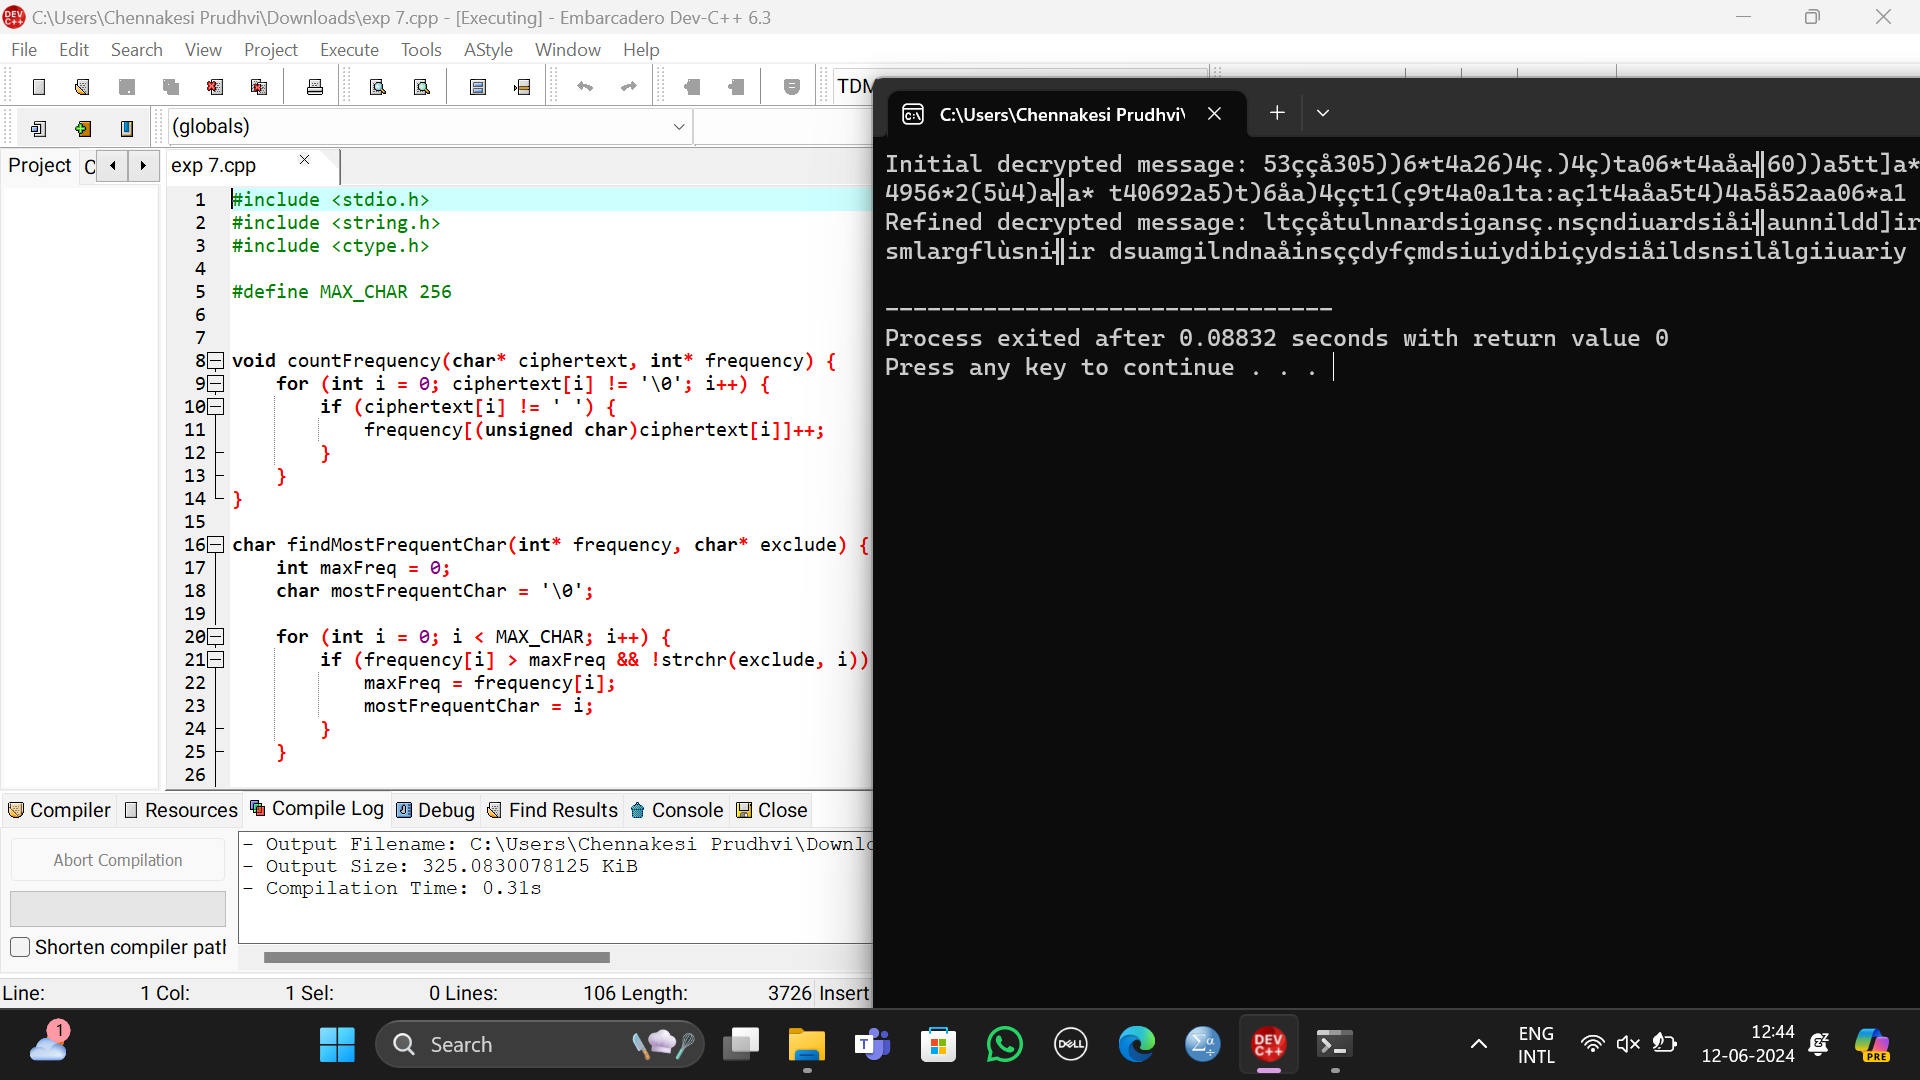 C:\Users\Chennakesi Prudhvi\Downloads\exp 7.cpp - [Executing] - Embarcadero Dev-C++ 6.3
File Edit Search View Project Execute Tools AStyle Window Help
TDM
(globals)
Project C
exp 7.cpp
1 #include <stdio.h>
2 #include <string.h>
3 #include <ctype.h>
4
5 #define MAX_CHAR 256
6
7
8 void countFrequency(char* ciphertext, int* frequency) {
9 for (int i = 0; ciphertext[i] != '\0'; i++) {
10 if (ciphertext[i] != ' ') {
11 frequency[(unsigned char)ciphertext[i]]++;
12 }
13 }
14 }
15
16 char findMostFrequentChar(int* frequency, char* exclude) {
17 int maxFreq = 0;
18 char mostFrequentChar = '\0';
19
20 for (int i = 0; i < MAX_CHAR; i++) {
21 if (frequency[i] > maxFreq && !strchr(exclude, i))
22 maxFreq = frequency[i];
23 mostFrequentChar = i;
24 }
25 }
26
Compiler Resources Compile Log Debug Find Results Console Close
Abort Compilation
Shorten compiler path
- Output Filename: C:\Users\Chennakesi Prudhvi\Downlo
- Output Size: 325.0830078125 KiB
- Compilation Time: 0.31s
Line: 1 Col: 1 Sel: 0 Lines: 106 Length: 3726 Insert
C:\Users\Chennakesi Prudhvi\
Initial decrypted message: 53ççå305))6*t4a26)4ç.)4ç)ta06*t4aåa╢60))a5tt]a*
4956*2(5ù4)a╢a* t40692a5)t)6åa)4ççt1(ç9t4a0a1ta:aç1t4aåa5t4)4a5å52aa06*a1
Refined decrypted message: ltççåtulnnardsigansç.nsçndiuardsiåi╢aunnildd]ir
smlargflùsni╢ir dsuamgilndnaåinsççdyfçmdsiuiydibiçydsiåildsnsilålgiiuariy
--------------------------------
Process exited after 0.08832 seconds with return value 0
Press any key to continue . . .
1
Search
T
DELL
DEV
C++
ENG
INTL
12:44
12-06-2024
PRE